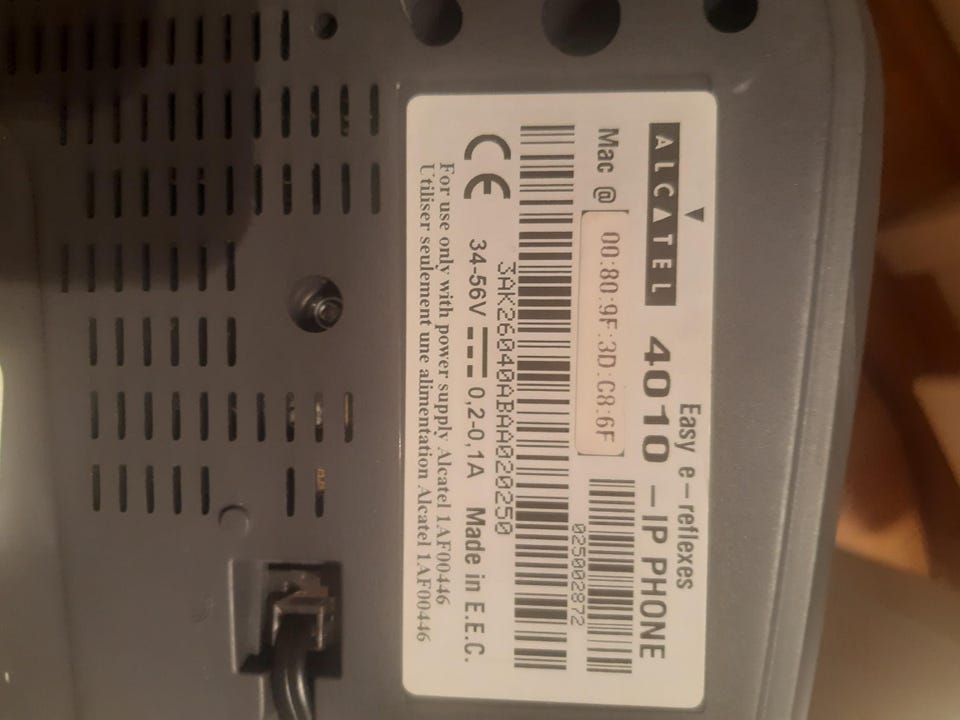 Easy e-reflexes
ALCATEL 4010 - IP PHONE
Mac @ 00:80:9F:3D:C8:6F
025002872
3AK26040ABAA020250
CE 34-56V 0,2-0,1A Made in E.E.C.
For use only with power supply Alcatel 1AF00446
Utiliser seulement une alimentation Alcatel 1AF00446